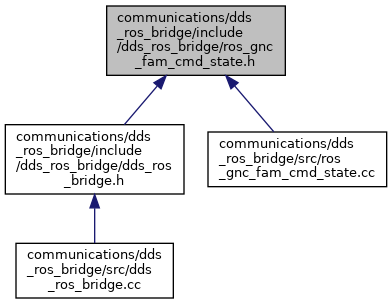 communications/dds
_ros_bridge/include
/dds_ros_bridge/ros_gnc
_fam_cmd_state.h
communications/dds
_ros_bridge/include
/dds_ros_bridge/dds_ros
_bridge.h
communications/dds
_ros_bridge/src/ros
_gnc_fam_cmd_state.cc
communications/dds
_ros_bridge/src/dds
_ros_bridge.cc